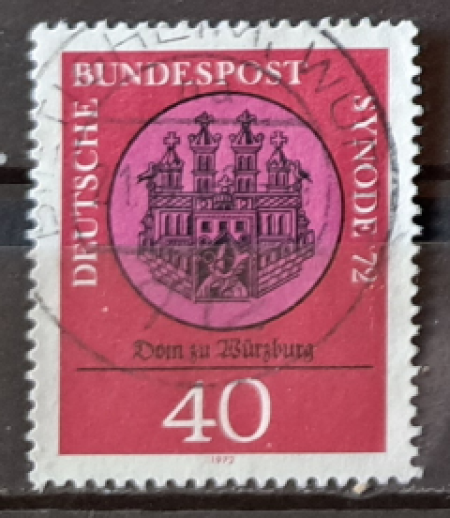 DEUTSCHE
BUNDESPOST
SYNODE '72
Dom zu Würzburg
40
1972